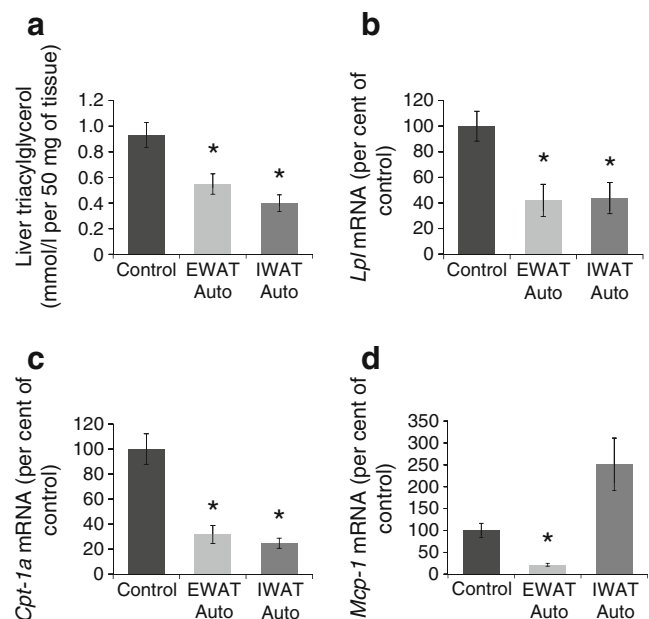 a
Liver triacylglycerol
(mmol/l per 50 mg of tissue)
1.2
1.0
0.8
0.6
0.4
0.2
0
*
*
Control
EWAT
Auto
IWAT
Auto
b
Lpl mRNA (per cent of
control)
120
100
80
60
40
20
0
*
*
Control
EWAT
Auto
IWAT
Auto
c
Cpt-1a mRNA (per cent of
control)
120
100
80
60
40
20
0
*
*
Control
EWAT
Auto
IWAT
Auto
d
Mcp-1 mRNA (per cent of
control)
350
300
250
200
150
100
50
0
*
Control
EWAT
Auto
IWAT
Auto